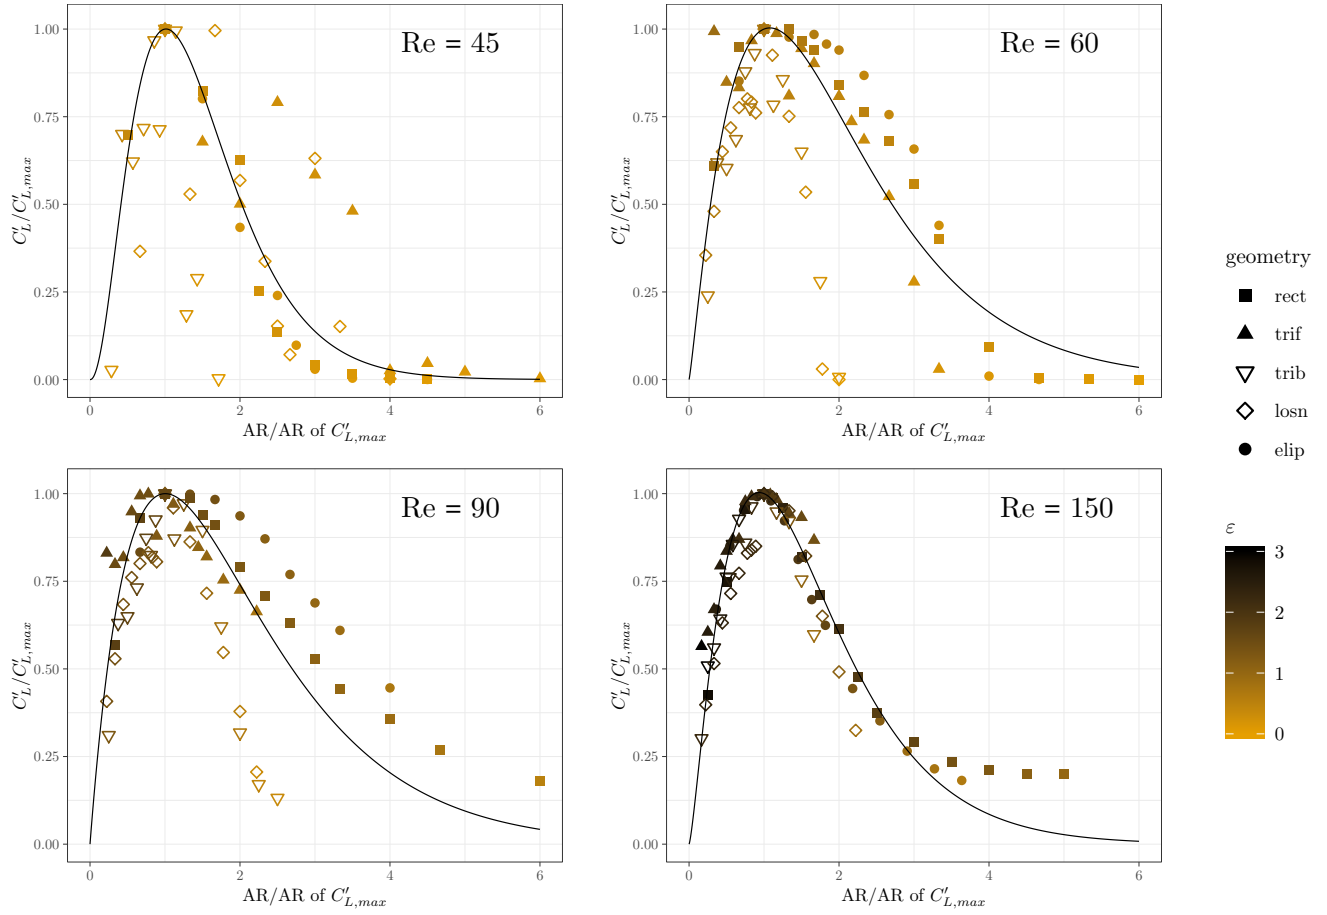 Re = 45
1.00
0.75
0.50
0.25
0.00
C′L/C′L,max
0 2 4 6
AR/AR of C′L,max
Re = 60
1.00
0.75
0.50
0.25
0.00
C′L/C′L,max
0 2 4 6
AR/AR of C′L,max
Re = 90
1.00
0.75
0.50
0.25
0.00
C′L/C′L,max
0 2 4 6
AR/AR of C′L,max
Re = 150
1.00
0.75
0.50
0.25
0.00
C′L/C′L,max
0 2 4 6
AR/AR of C′L,max
geometry
rect
trif
trib
losn
elip
ε
3
2
1
0